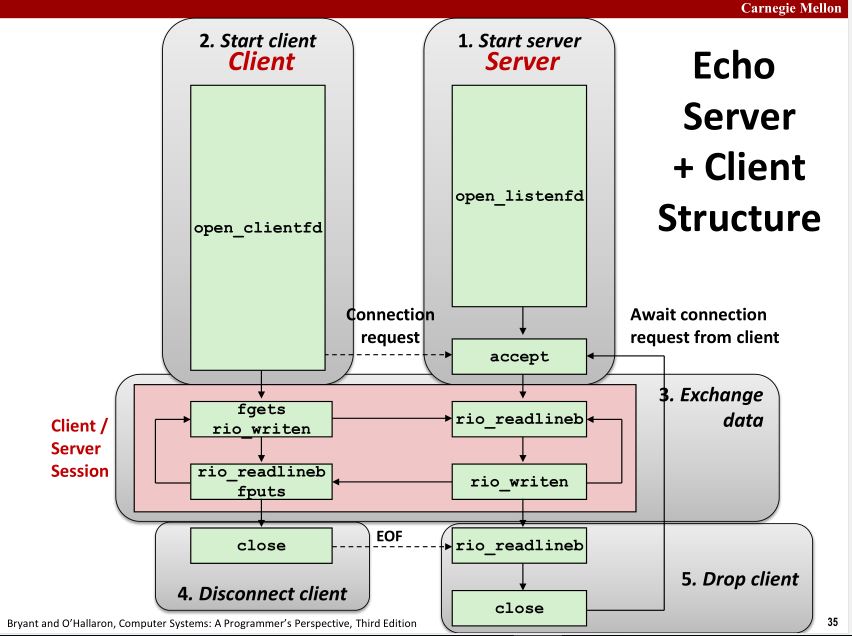 Carnegie Mellon
2. Start client
Client
1. Start server
Server
Echo
Server
+ Client
Structure
open_clientfd
open_listenfd
Connection
request
Await connection
request from client
accept
3. Exchange
data
Client /
Server
Session
fgets
rio_writen
rio_readlineb
rio_readlineb
fputs
rio_writen
close
EOF
rio_readlineb
4. Disconnect client
5. Drop client
close
Bryant and O’Hallaron, Computer Systems: A Programmer’s Perspective, Third Edition
35